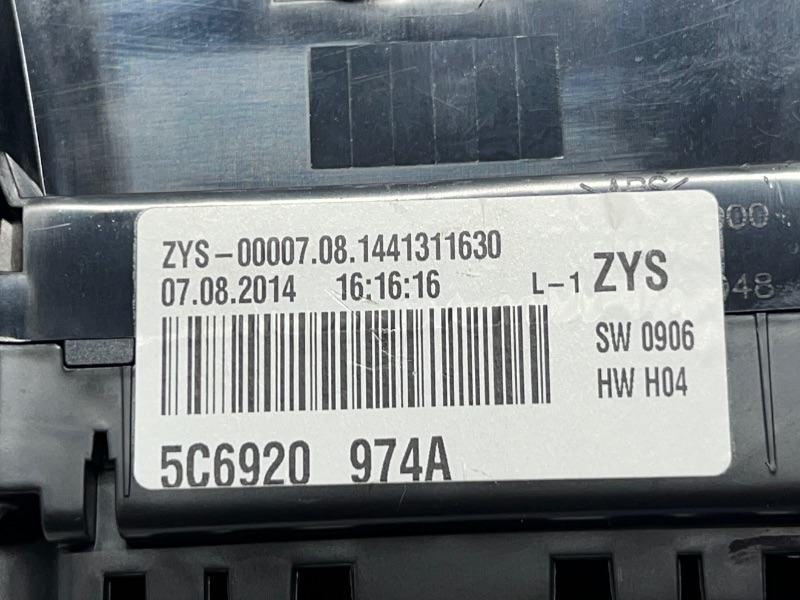 ZYS-00007.08.1441311630
07.08.2014 16:16:16 L-1 ZYS
SW 0906
HW H04
5C6920 974A